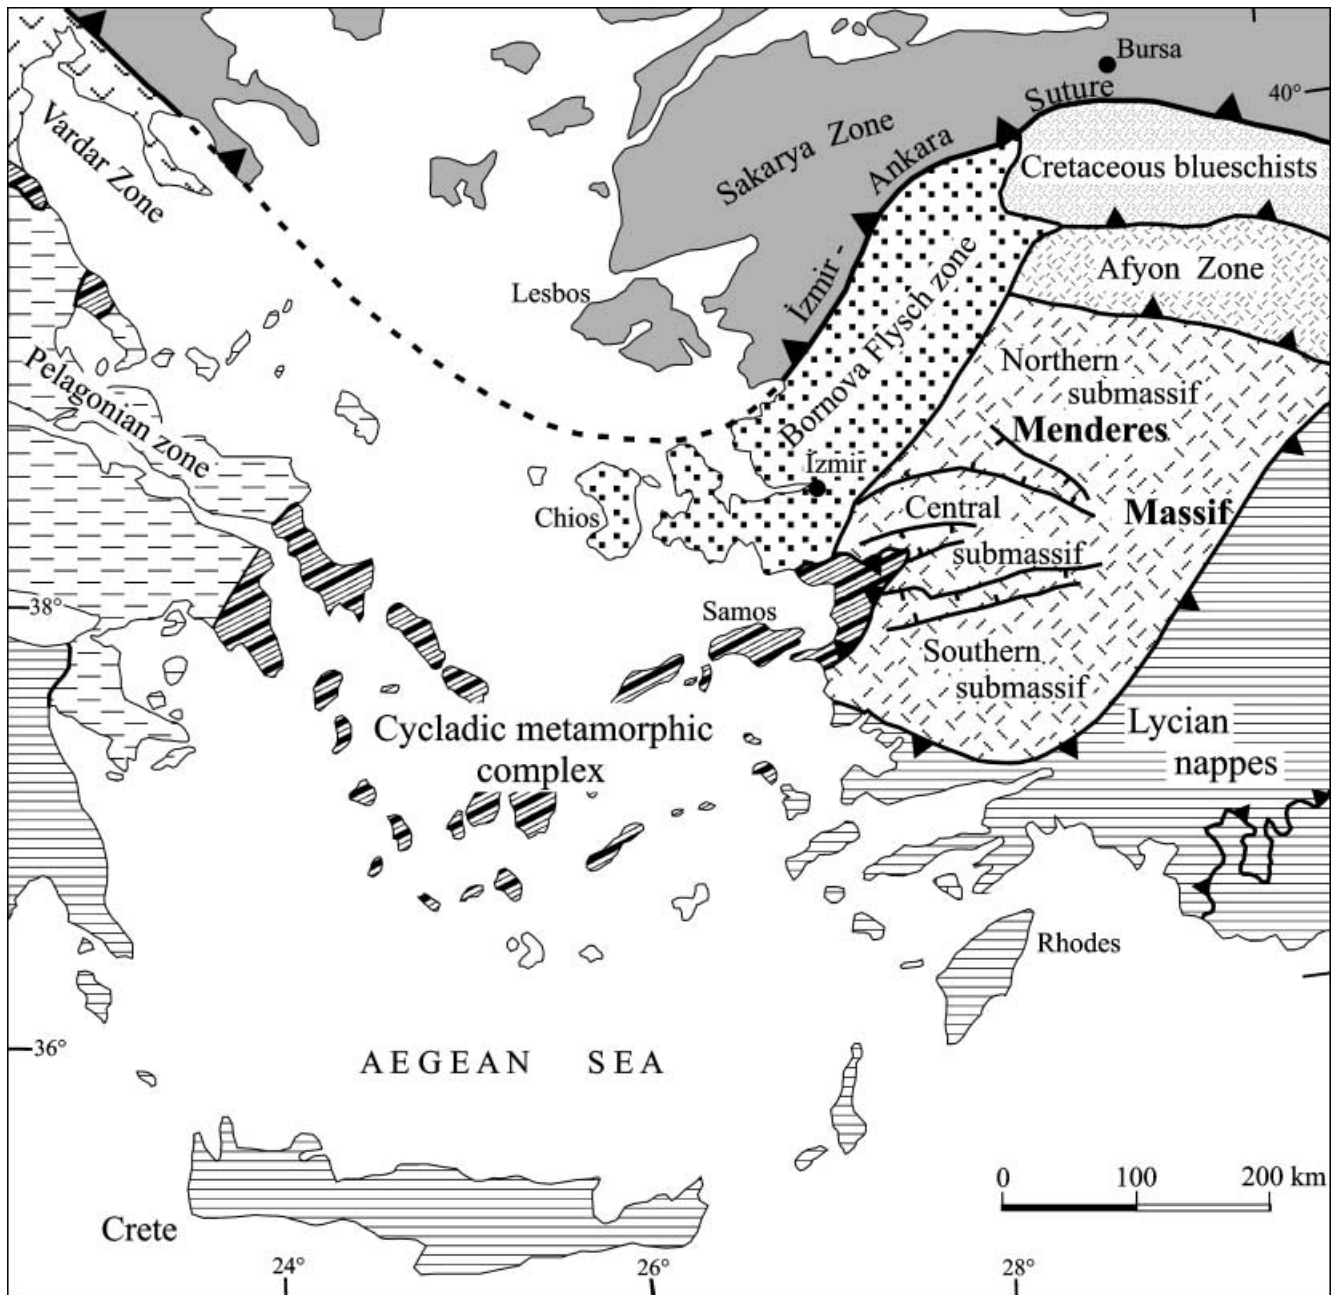 Bursa
40°
Suture
Sakarya Zone
Ankara
Vardar Zone
Cretaceous blueschists
Afyon Zone
Lesbos
İzmir -
Bornova Flysch zone
Northern
submassif
Menderes
Pelagonian zone
İzmir
Chios
Central
Massif
submassif
38°
Samos
Southern
submassif
Cycladic metamorphic
complex
Lycian
nappes
Rhodes
36°
AEGEAN SEA
0 100 200 km
Crete
24° 26° 28°